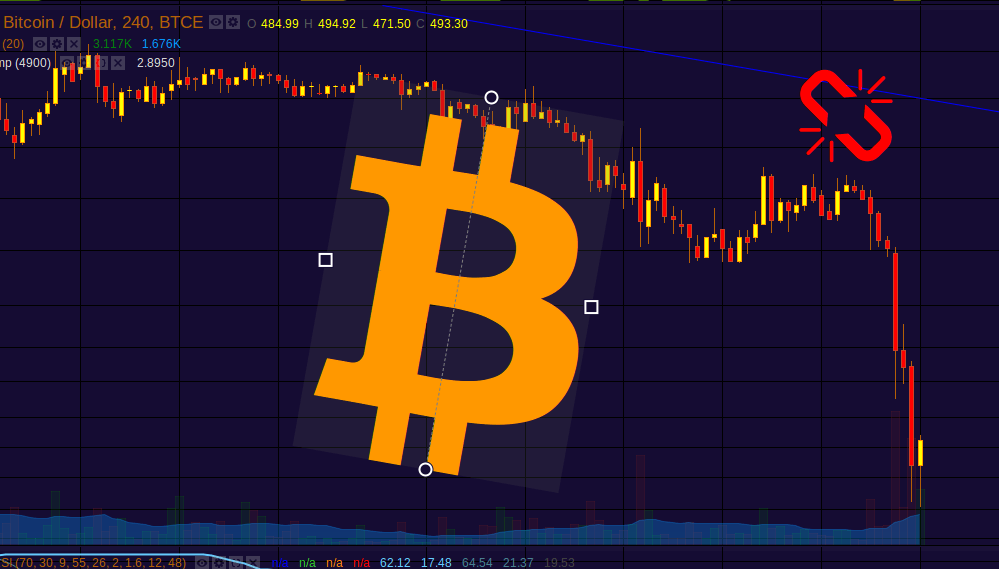 Bitcoin / Dollar, 240, BTCE O 484.99 H 494.92 L 471.50 C 493.30
(20) 3.117K 1.676K
mp (4900) 2.8950
SI (70, 30, 9, 55, 26, 2, 1.6, 12, 48) n/a n/a n/a n/a 62.12 17.48 64.54 21.37 19.53